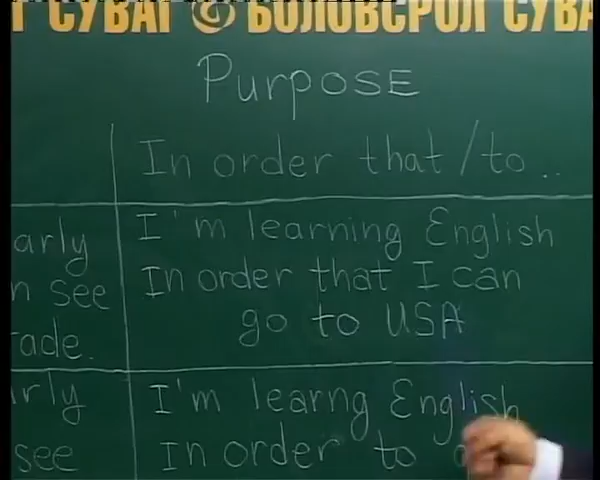 Т СУВАГ БОЛОВСРОЛ СУВА
Purpose
In order that / to ..
arly
n see
rade.
I'm learning English
In order that I can
go to USA
arly
see
I'm learng English
in order to